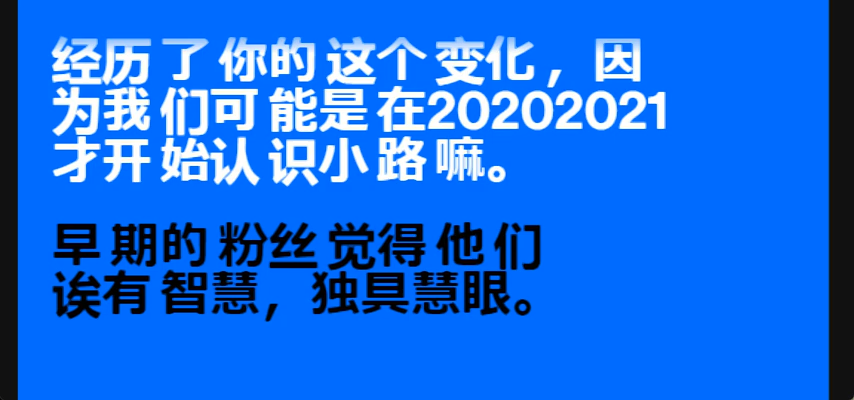 经历了你的这个变化，因
为我们可能是在20202021
才开始认识小路嘛。
早期的粉丝觉得他们
诶有智慧，独具慧眼。